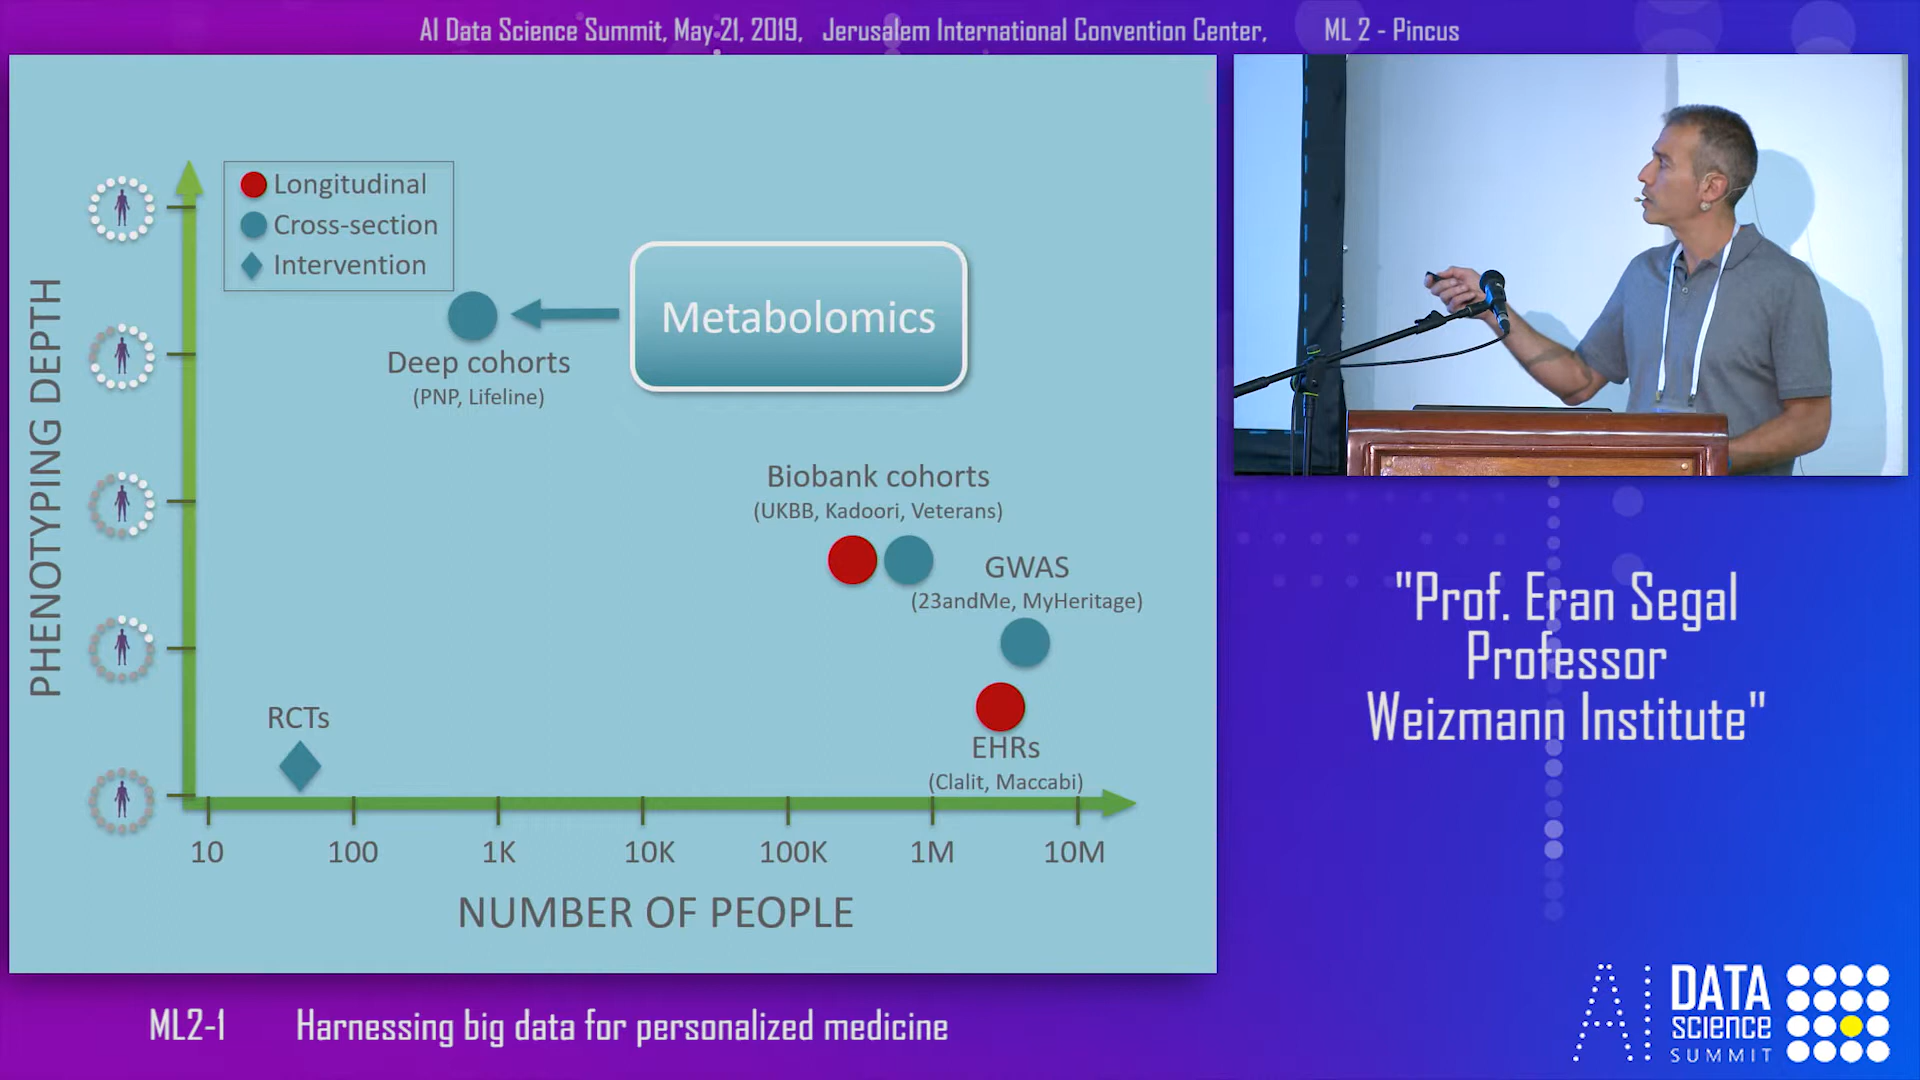 AI Data Science Summit, May 21, 2019, Jerusalem International Convention Center, ML 2 - Pincus
Longitudinal
Cross-section
Intervention
PHENOTYPING DEPTH
Metabolomics
Deep cohorts
(PNP, Lifeline)
Biobank cohorts
(UKBB, Kadoori, Veterans)
GWAS
(23andMe, MyHeritage)
RCTs
EHRs
(Clalit, Maccabi)
10 100 1K 10K 100K 1M 10M
NUMBER OF PEOPLE
"Prof. Eran Segal
Professor
Weizmann Institute"
ML2-1 Harnessing big data for personalized medicine
AI DATA
SCIENCE
SUMMIT